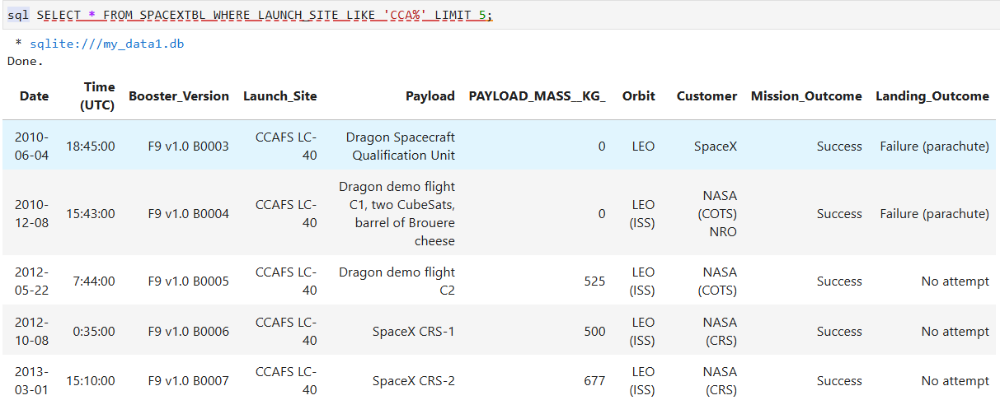 sql SELECT * FROM SPACEXTBL WHERE LAUNCH_SITE LIKE 'CCA%' LIMIT 5;
* sqlite:///my_data1.db
Done.
Date Time (UTC) Booster_Version Launch_Site Payload PAYLOAD_MASS__KG_ Orbit Customer Mission_Outcome Landing_Outcome
2010-06-04 18:45:00 F9 v1.0 B0003 CCAFS LC-40 Dragon Spacecraft Qualification Unit 0 LEO SpaceX Success Failure (parachute)
2010-12-08 15:43:00 F9 v1.0 B0004 CCAFS LC-40 Dragon demo flight C1, two CubeSats, barrel of Brouere cheese 0 LEO (ISS) NASA (COTS) NRO Success Failure (parachute)
2012-05-22 7:44:00 F9 v1.0 B0005 CCAFS LC-40 Dragon demo flight C2 525 LEO (ISS) NASA (COTS) Success No attempt
2012-10-08 0:35:00 F9 v1.0 B0006 CCAFS LC-40 SpaceX CRS-1 500 LEO (ISS) NASA (CRS) Success No attempt
2013-03-01 15:10:00 F9 v1.0 B0007 CCAFS LC-40 SpaceX CRS-2 677 LEO (ISS) NASA (CRS) Success No attempt